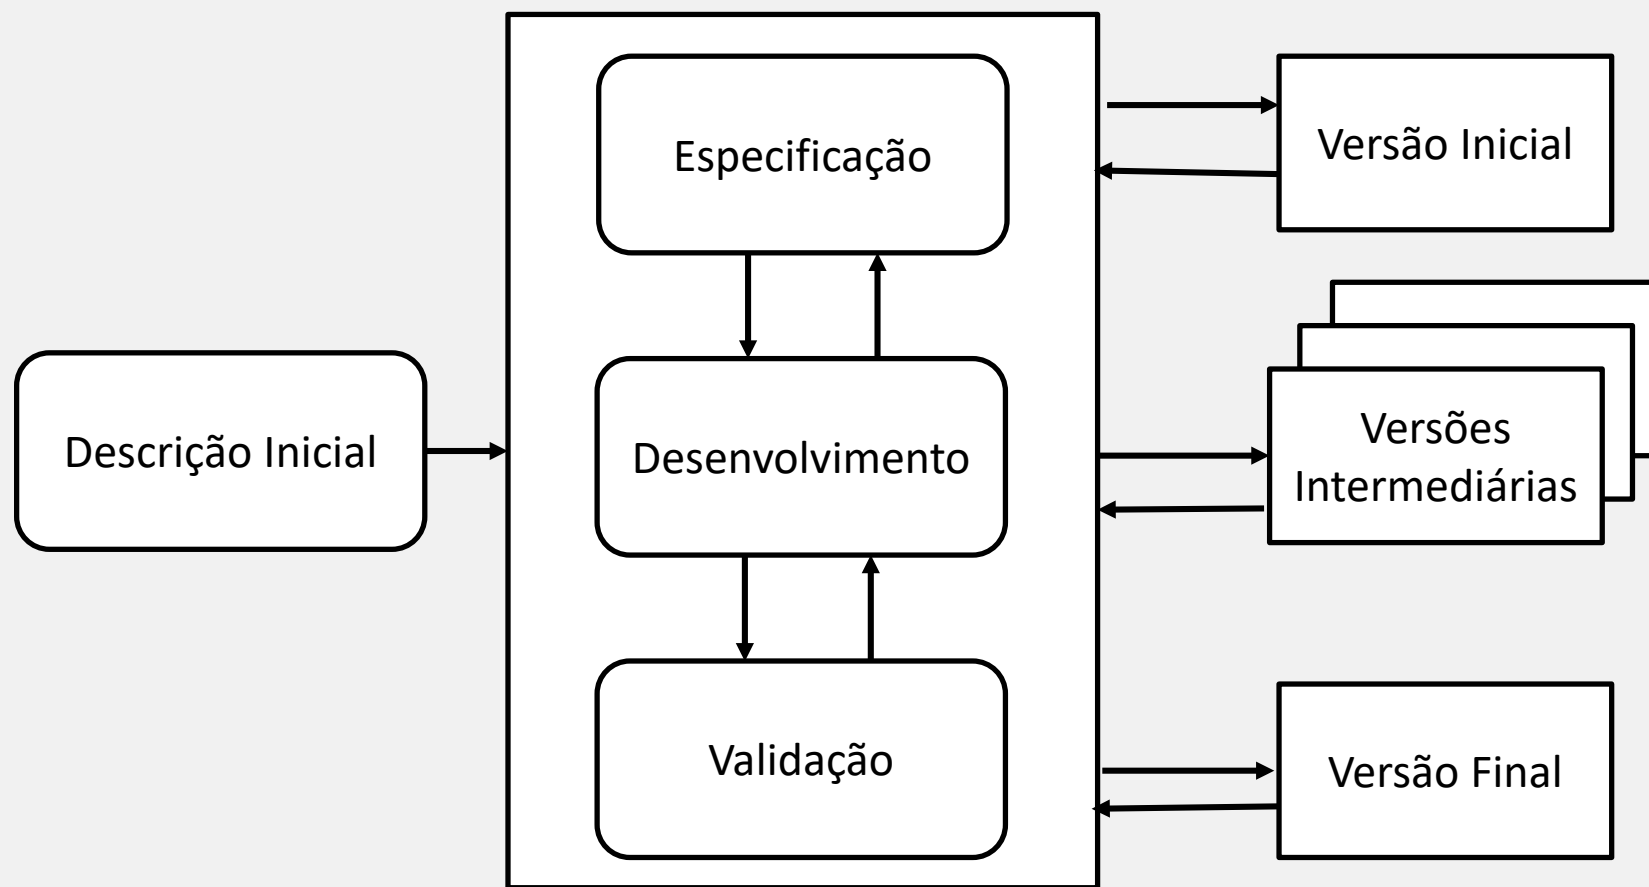 Especificação
Versão Inicial
Descrição Inicial
Desenvolvimento
Versões
Intermediárias
Validação
Versão Final